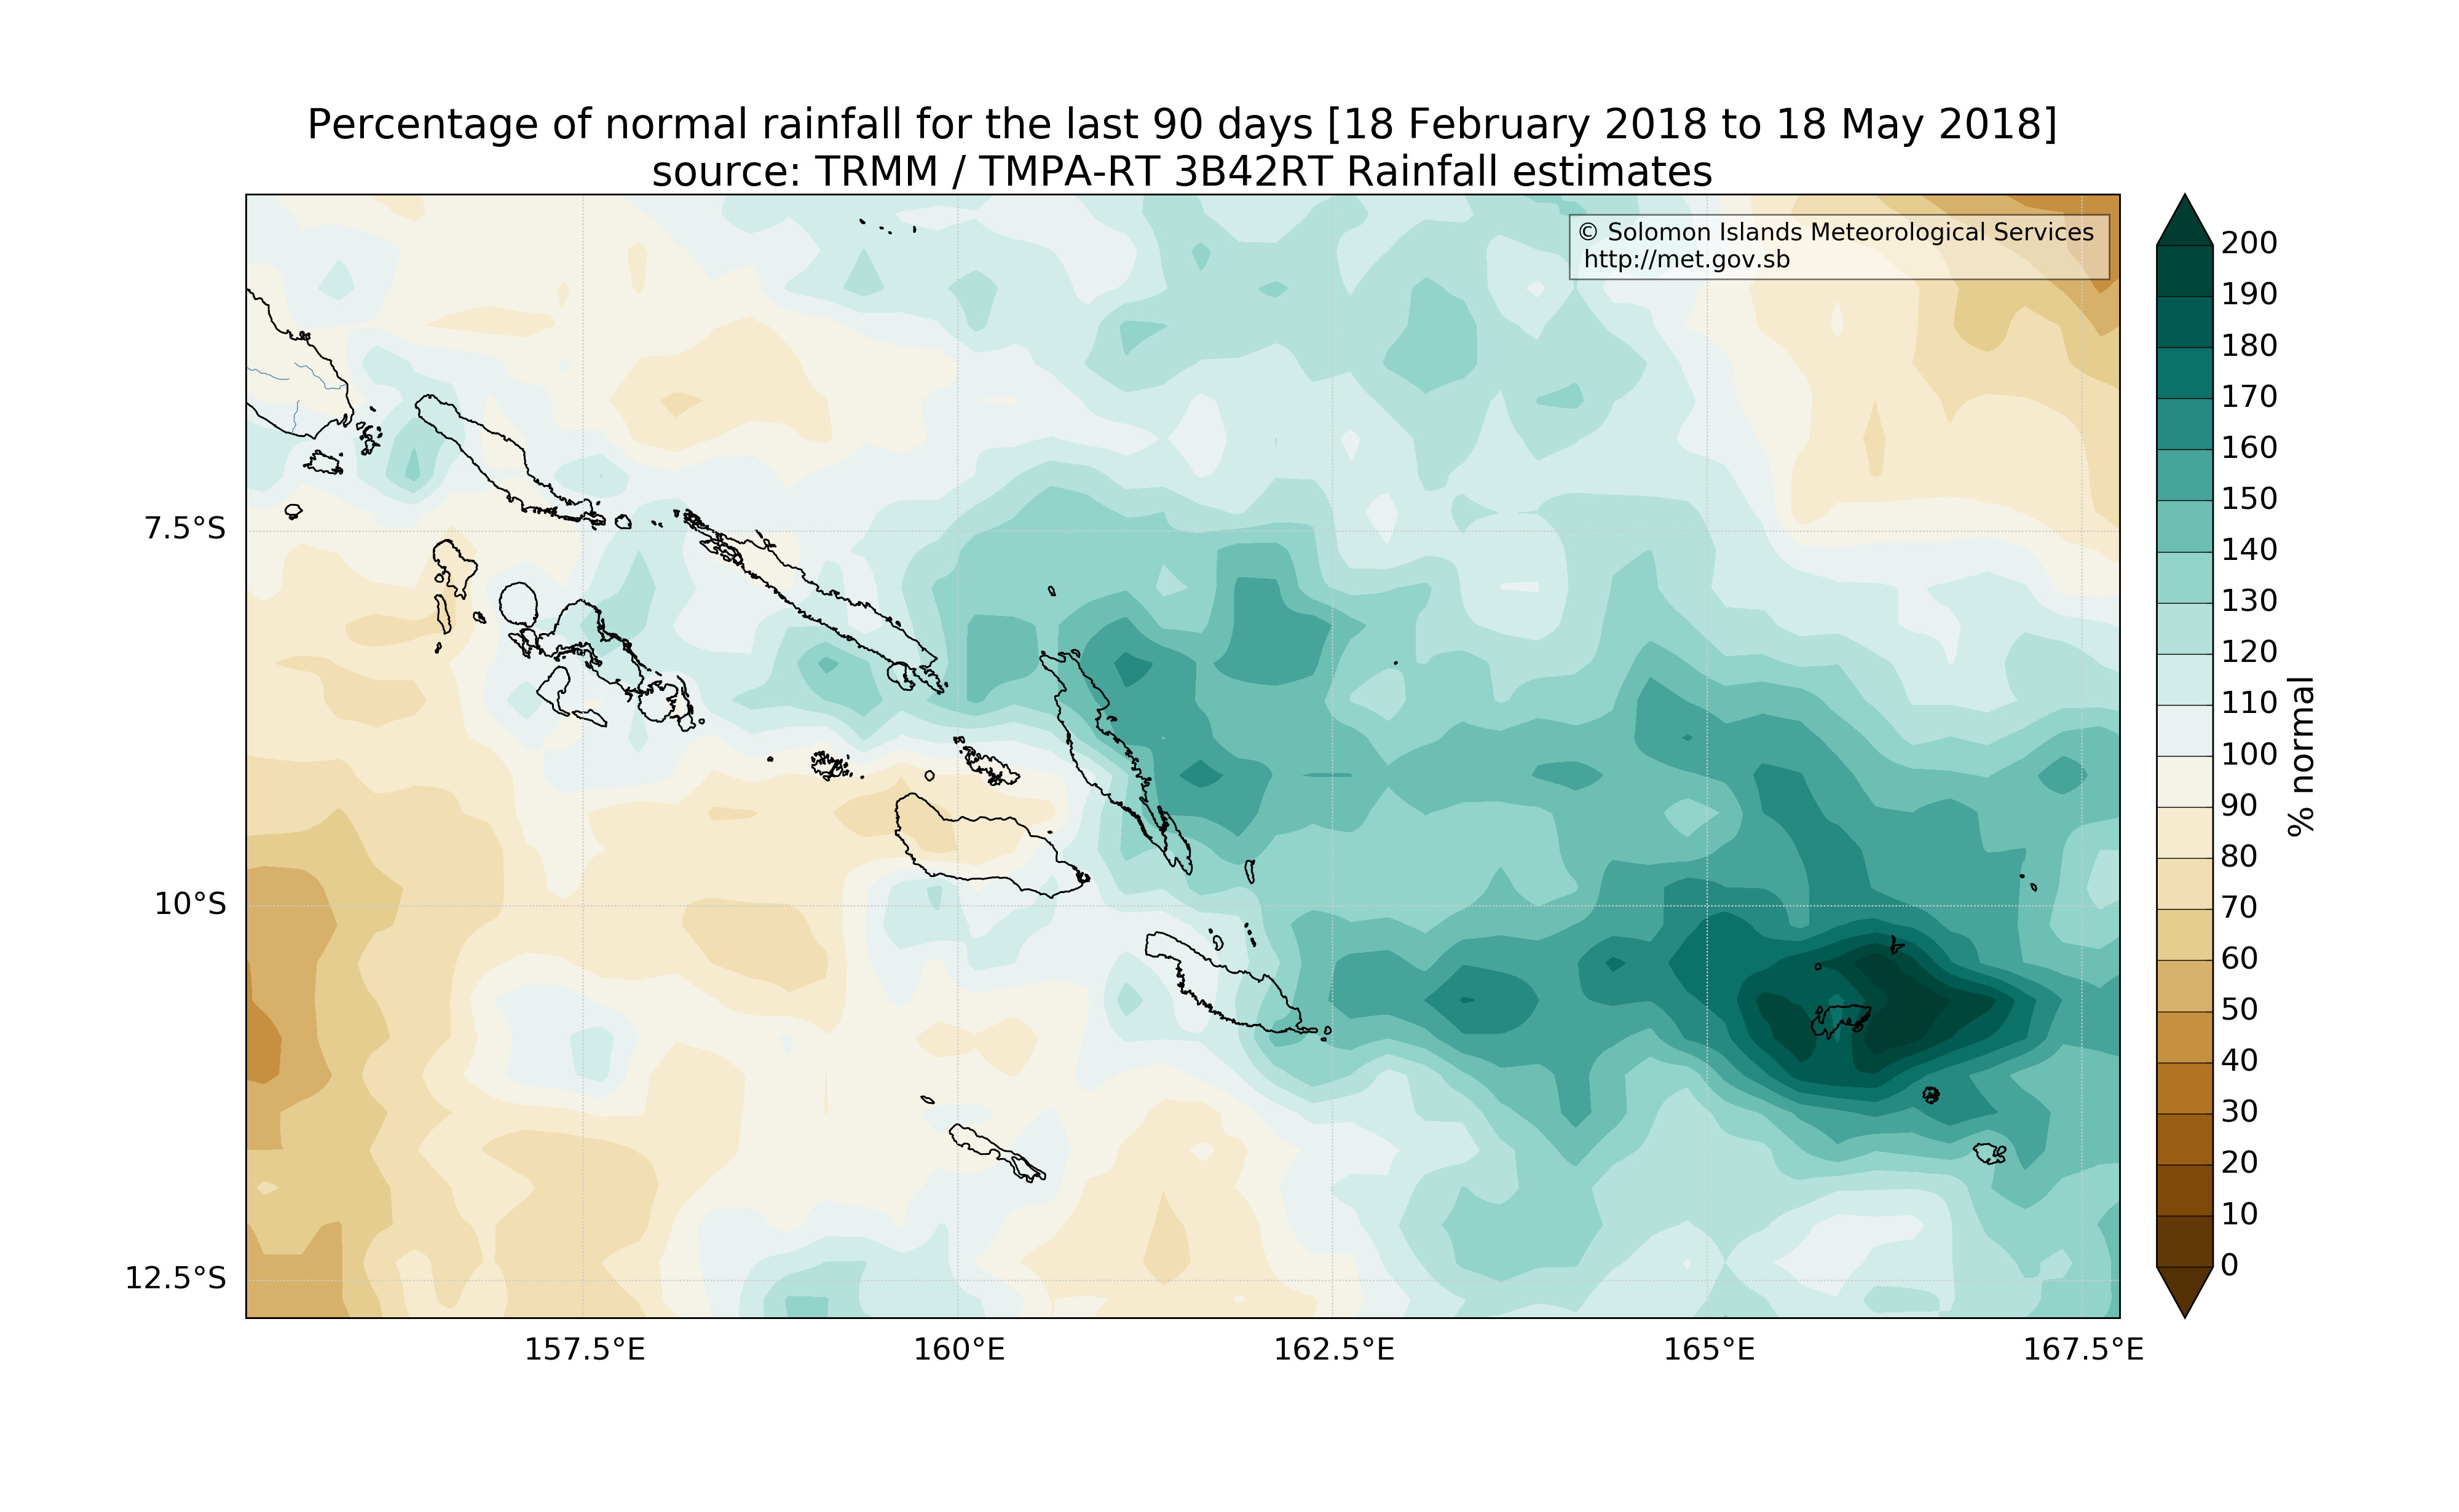 Percentage of normal rainfall for the last 90 days [18 February 2018 to 18 May 2018]
source: TRMM / TMPA-RT 3B42RT Rainfall estimates
© Solomon Islands Meteorological Services
http://met.gov.sb
7.5°S
10°S
12.5°S
157.5°E
160°E
162.5°E
165°E
167.5°E
200
190
180
170
160
150
140
130
120
110
100
90
80
70
60
50
40
30
20
10
0
% normal